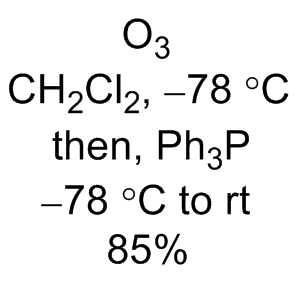 O₃
CH₂Cl₂, –78 °C
then, Ph₃P
–78 °C to rt
85%